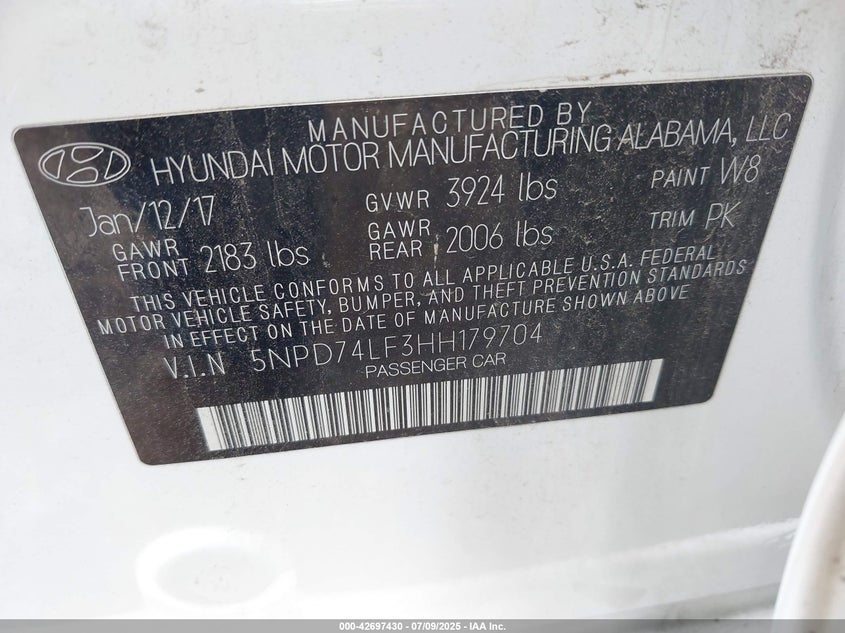 MANUFACTURED BY
HYUNDAI MOTOR MANUFACTURING ALABAMA, LLC
Jan/12/17 GVWR 3924 lbs PAINT W8
GAWR FRONT 2183 lbs GAWR REAR 2006 lbs TRIM PK
THIS VEHICLE CONFORMS TO ALL APPLICABLE U.S.A. FEDERAL
MOTOR VEHICLE SAFETY, BUMPER, AND THEFT PREVENTION STANDARDS
IN EFFECT ON THE DATE OF MANUFACTURE SHOWN ABOVE
V.I.N 5NPD74LF3HH179704
PASSENGER CAR
000-42697430 - 07/09/2025 - IAA Inc.